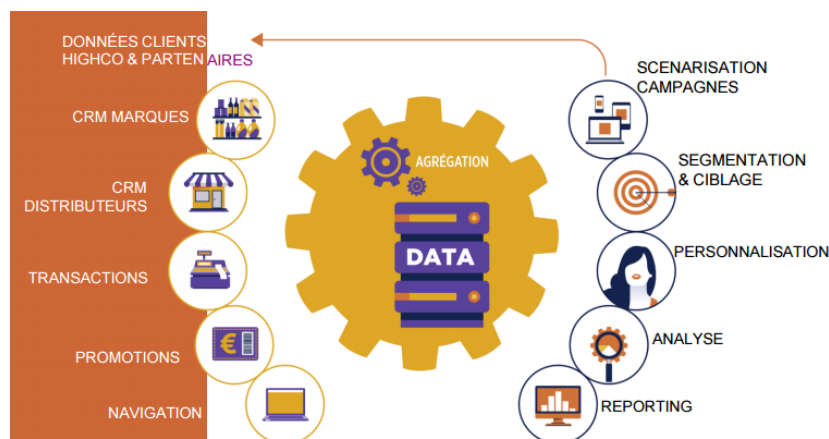 DONNÉES CLIENTS
HIGHCO & PARTENAIRES
CRM MARQUES
CRM
DISTRIBUTEURS
TRANSACTIONS
PROMOTIONS
NAVIGATION
AGRÉGATION
DATA
€
SCENARISATION
CAMPAGNES
SEGMENTATION
& CIBLAGE
PERSONNALISATION
ANALYSE
REPORTING